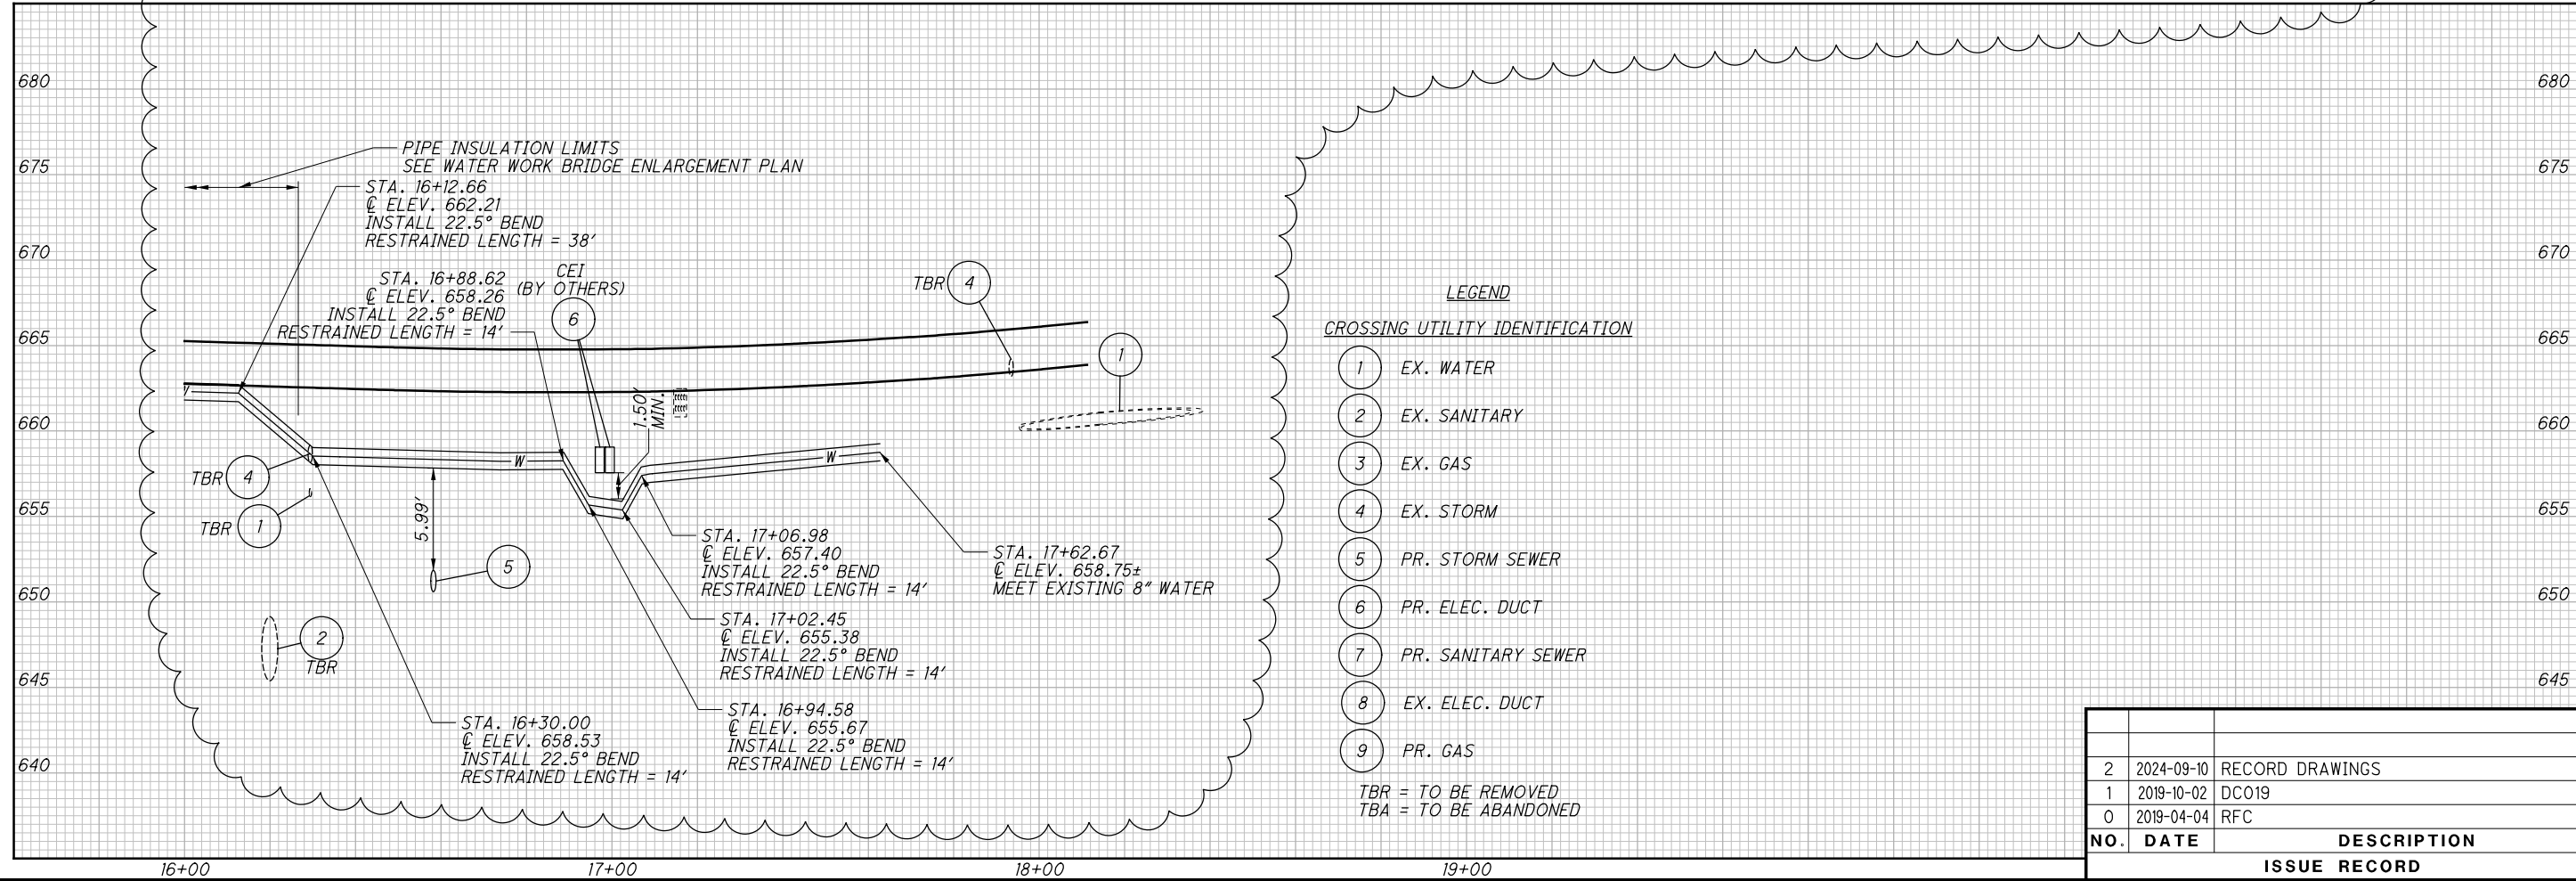 680
675
670
665
660
655
650
645
640
PIPE INSULATION LIMITS
SEE WATER WORK BRIDGE ENLARGEMENT PLAN
STA. 16+12.66
℄ ELEV. 662.21
INSTALL 22.5° BEND
RESTRAINED LENGTH = 38'
STA. 16+88.62
℄ ELEV. 658.26
INSTALL 22.5° BEND
RESTRAINED LENGTH = 14'
CEI
(BY OTHERS)
6
TBR 4
1
1.50'
MIN.
W
W
TBR 4
TBR 1
5.99'
5
2
TBR
STA. 17+06.98
℄ ELEV. 657.40
INSTALL 22.5° BEND
RESTRAINED LENGTH = 14'
STA. 17+62.67
℄ ELEV. 658.75±
MEET EXISTING 8" WATER
STA. 17+02.45
℄ ELEV. 655.38
INSTALL 22.5° BEND
RESTRAINED LENGTH = 14'
STA. 16+94.58
℄ ELEV. 655.67
INSTALL 22.5° BEND
RESTRAINED LENGTH = 14'
STA. 16+30.00
℄ ELEV. 658.53
INSTALL 22.5° BEND
RESTRAINED LENGTH = 14'
LEGEND
CROSSING UTILITY IDENTIFICATION
1 EX. WATER
2 EX. SANITARY
3 EX. GAS
4 EX. STORM
5 PR. STORM SEWER
6 PR. ELEC. DUCT
7 PR. SANITARY SEWER
8 EX. ELEC. DUCT
9 PR. GAS
TBR = TO BE REMOVED
TBA = TO BE ABANDONED
680
675
670
665
660
655
650
645
2 2024-09-10 RECORD DRAWINGS
1 2019-10-02 DC019
0 2019-04-04 RFC
NO. DATE DESCRIPTION
ISSUE RECORD
16+00 17+00 18+00 19+00